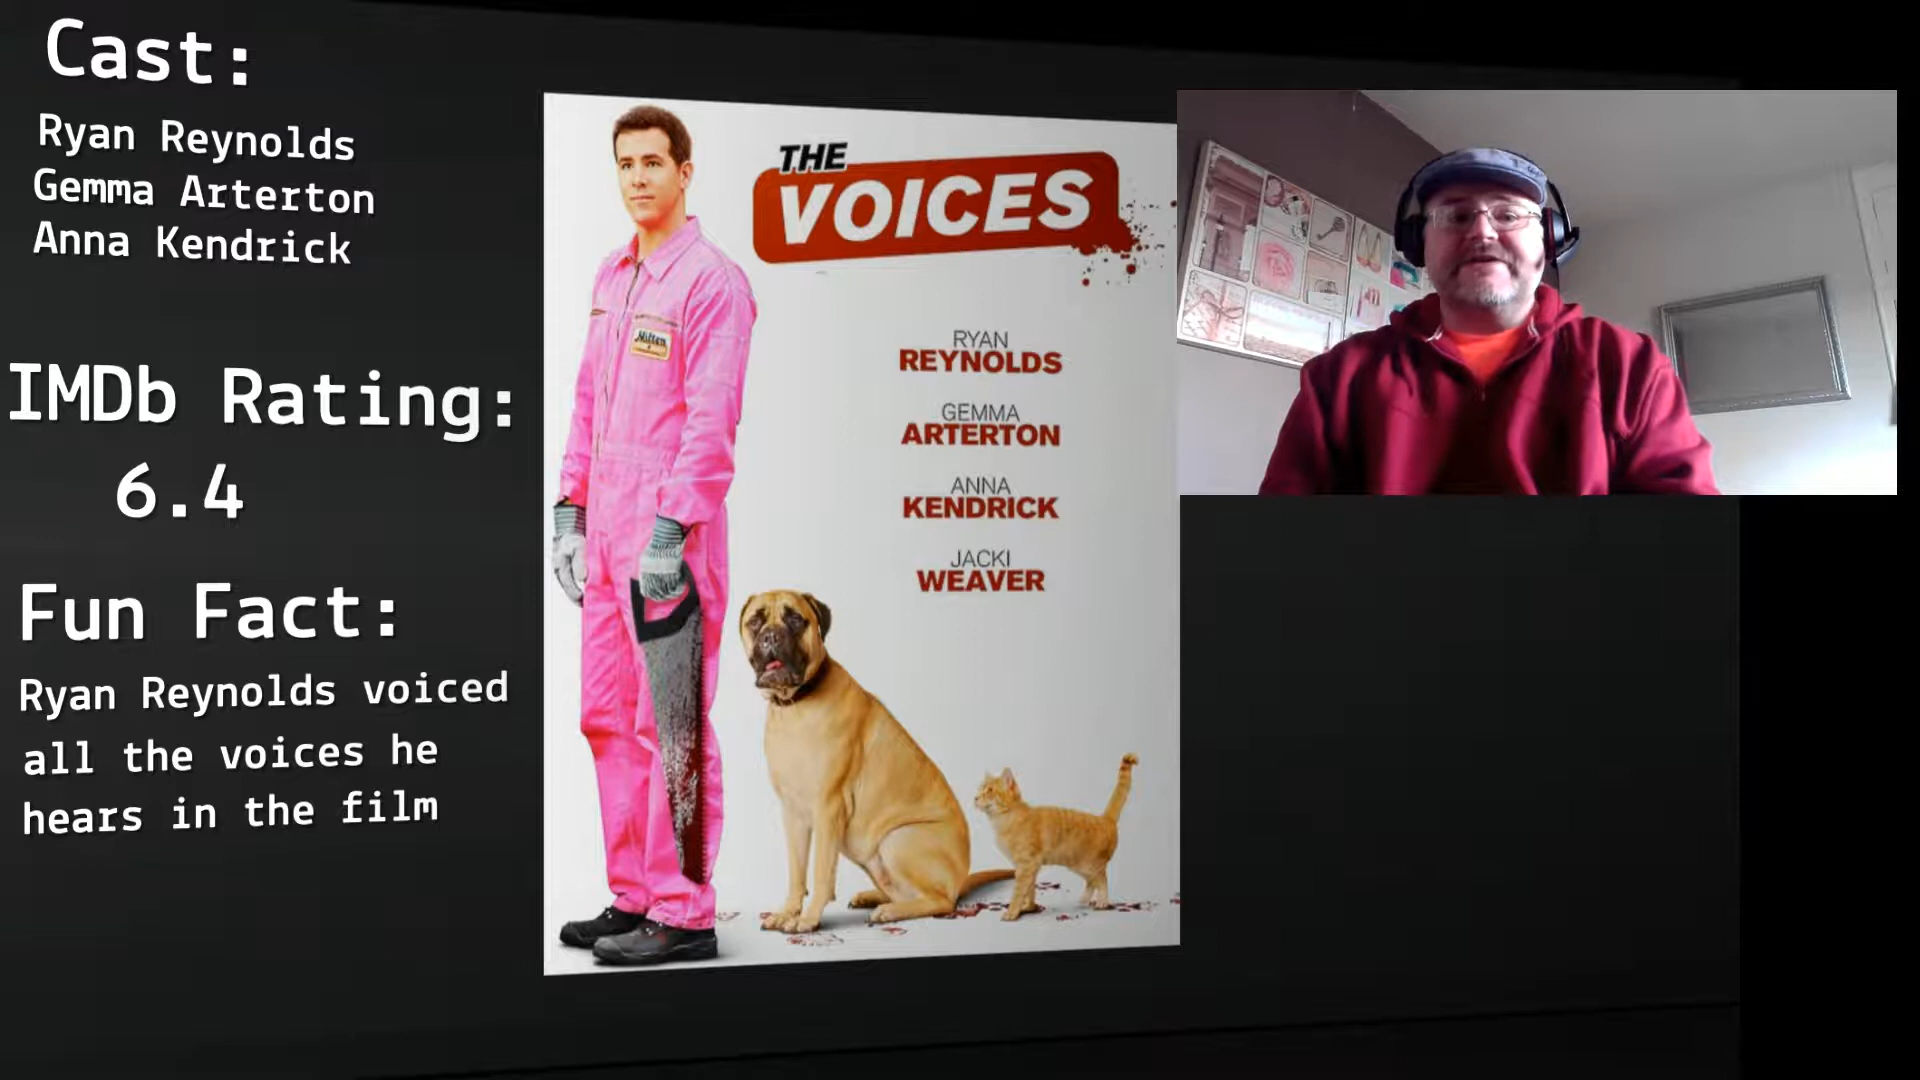 Cast:
Ryan Reynolds
Gemma Arterton
Anna Kendrick
IMDb Rating:
6.4
Fun Fact:
Ryan Reynolds voiced
all the voices he
hears in the film
THE
VOICES
RYAN
REYNOLDS
GEMMA
ARTERTON
ANNA
KENDRICK
JACKI
WEAVER
Milton